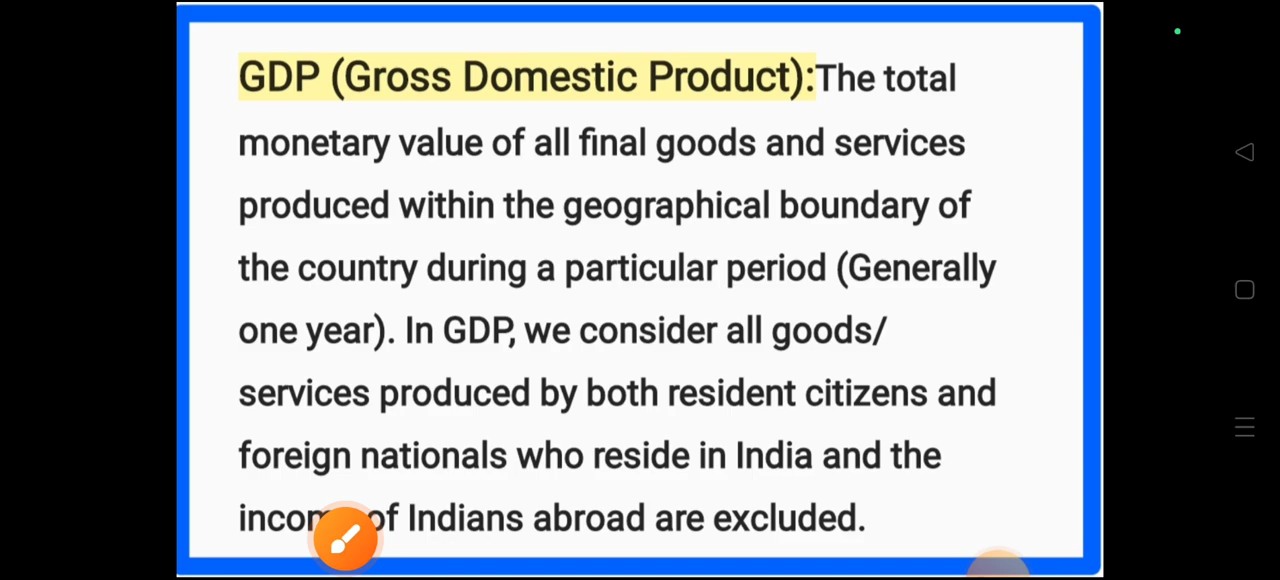 GDP (Gross Domestic Product):The total
monetary value of all final goods and services
produced within the geographical boundary of
the country during a particular period (Generally
one year). In GDP, we consider all goods/
services produced by both resident citizens and
foreign nationals who reside in India and the
of Indians abroad are excluded.